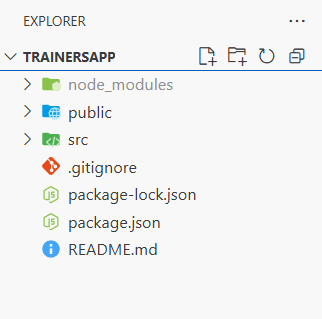 EXPLORER
TRAINERSAPP
node_modules
public
src
.gitignore
package-lock.json
package.json
README.md